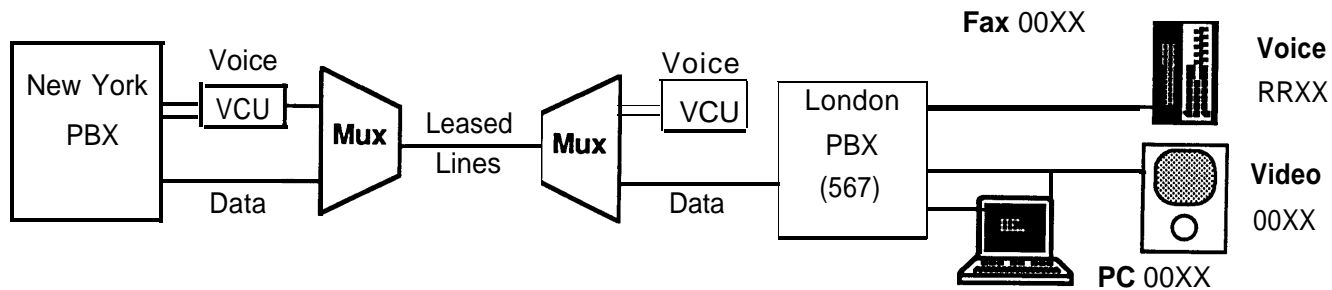 Fax 00XX
Voice
RRXX
New York
PBX
Voice
VCU
Data
Mux
Leased
Lines
Mux
Voice
VCU
Data
London
PBX
(567)
Video
00XX
PC 00XX